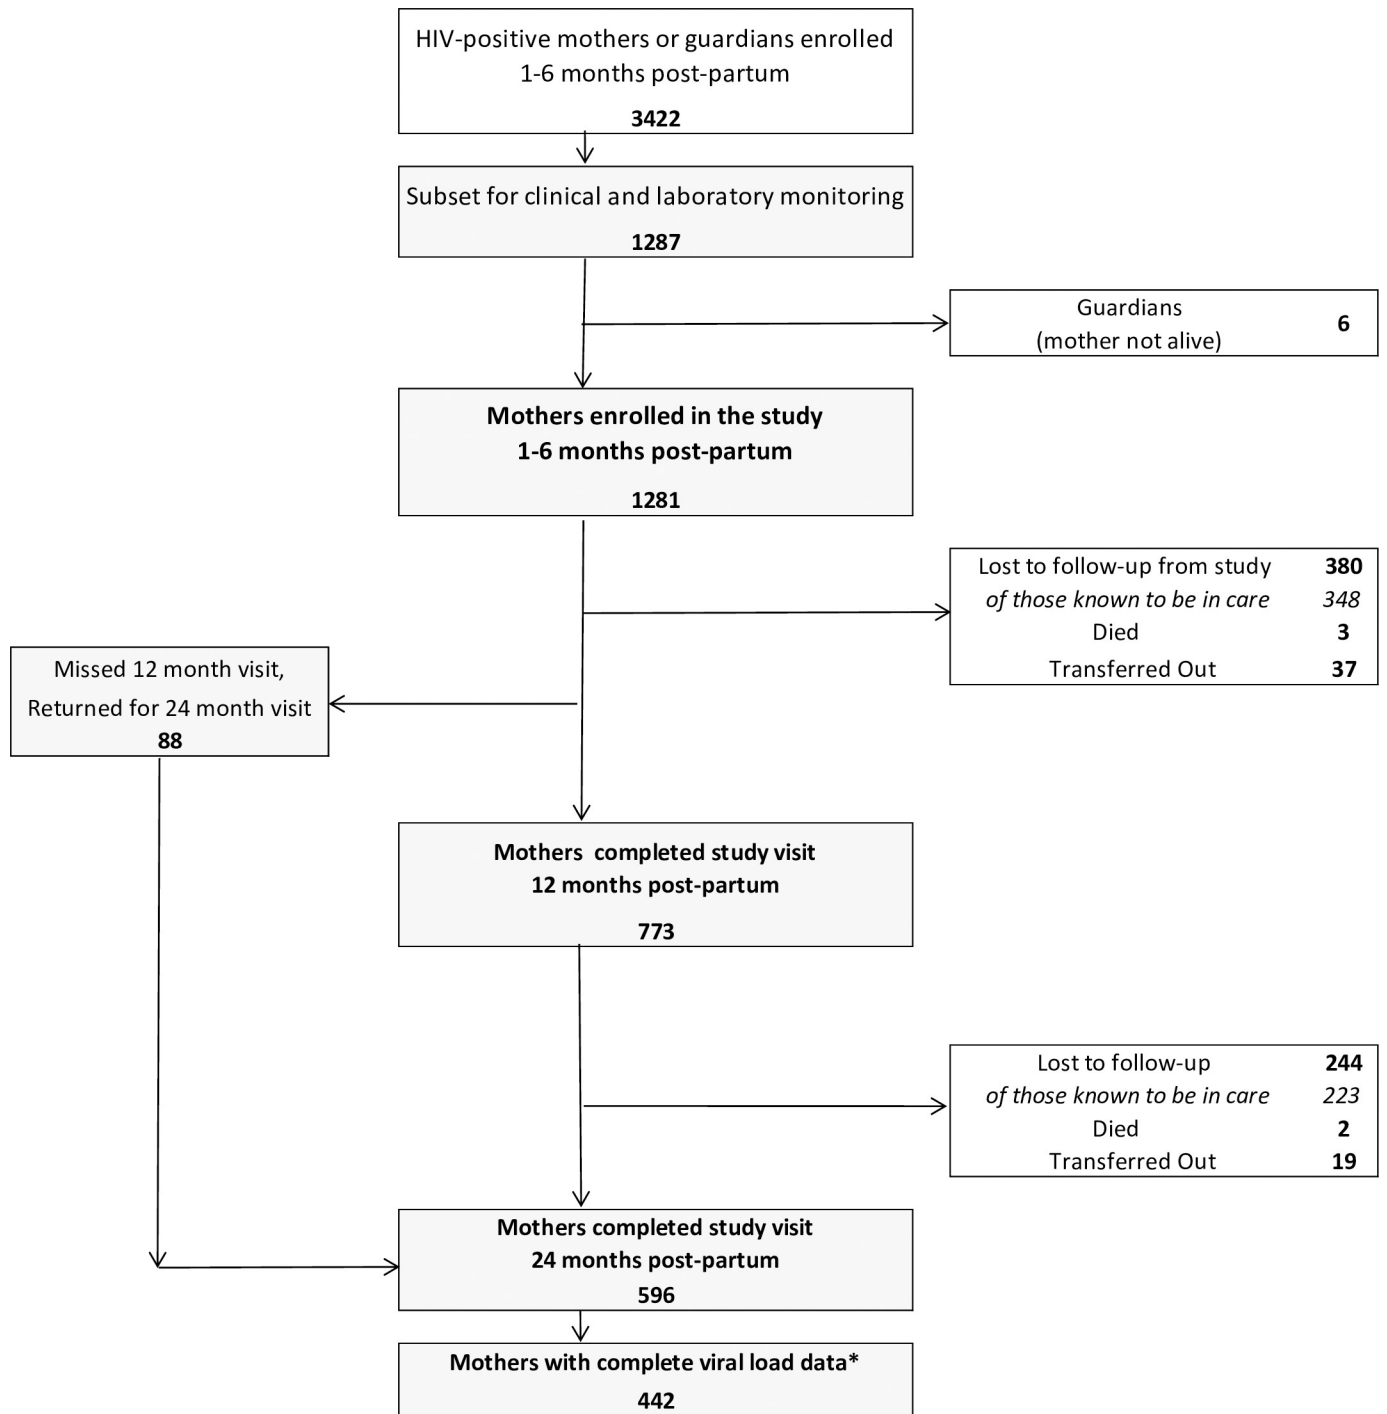 HIV-positive mothers or guardians enrolled
1-6 months post-partum
3422
Subset for clinical and laboratory monitoring
1287
Guardians
(mother not alive) 6
Mothers enrolled in the study
1-6 months post-partum
1281
Lost to follow-up from study 380
of those known to be in care 348
Died 3
Transferred Out 37
Missed 12 month visit,
Returned for 24 month visit
88
Mothers completed study visit
12 months post-partum
773
Lost to follow-up 244
of those known to be in care 223
Died 2
Transferred Out 19
Mothers completed study visit
24 months post-partum
596
Mothers with complete viral load data*
442